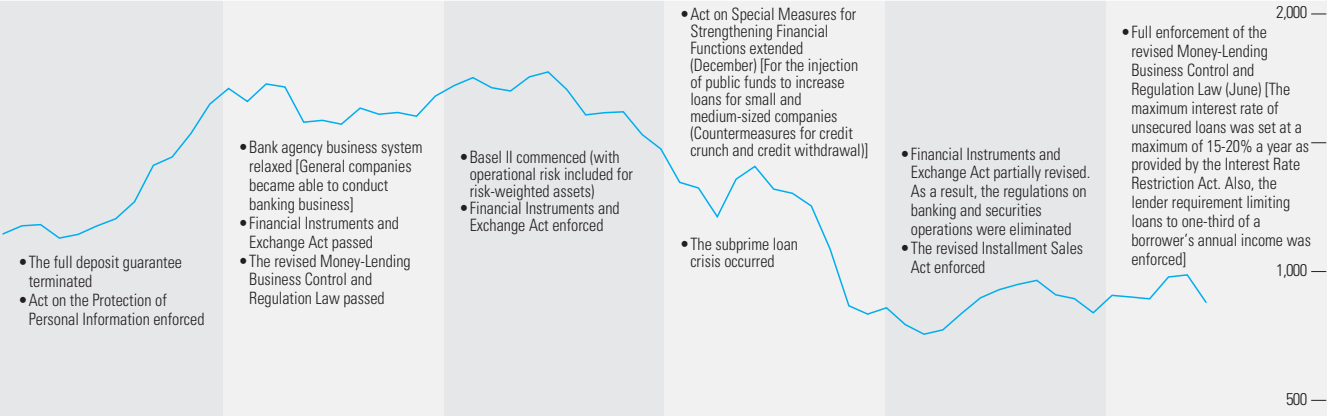 • The full deposit guarantee
terminated
• Act on the Protection of
Personal Information enforced
• Bank agency business system
relaxed [General companies
became able to conduct
banking business]
• Financial Instruments and
Exchange Act passed
• The revised Money-Lending
Business Control and
Regulation Law passed
• Basel II commenced (with
operational risk included for
risk-weighted assets)
• Financial Instruments and
Exchange Act enforced
• Act on Special Measures for
Strengthening Financial
Functions extended
(December) [For the injection
of public funds to increase
loans for small and
medium-sized companies
(Countermeasures for credit
crunch and credit withdrawal)]
• The subprime loan
crisis occurred
• Financial Instruments and
Exchange Act partially revised.
As a result, the regulations on
banking and securities
operations were eliminated
• The revised Installment Sales
Act enforced
• Full enforcement of the
revised Money-Lending
Business Control and
Regulation Law (June) [The
maximum interest rate of
unsecured loans was set at a
maximum of 15-20% a year as
provided by the Interest Rate
Restriction Act. Also, the
lender requirement limiting
loans to one-third of a
borrower's annual income was
enforced]
2,000
1,000
500